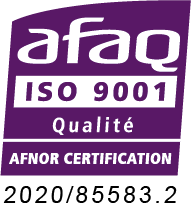 afaq
ISO 9001
Qualité
AFNOR CERTIFICATION
2020/85583.2